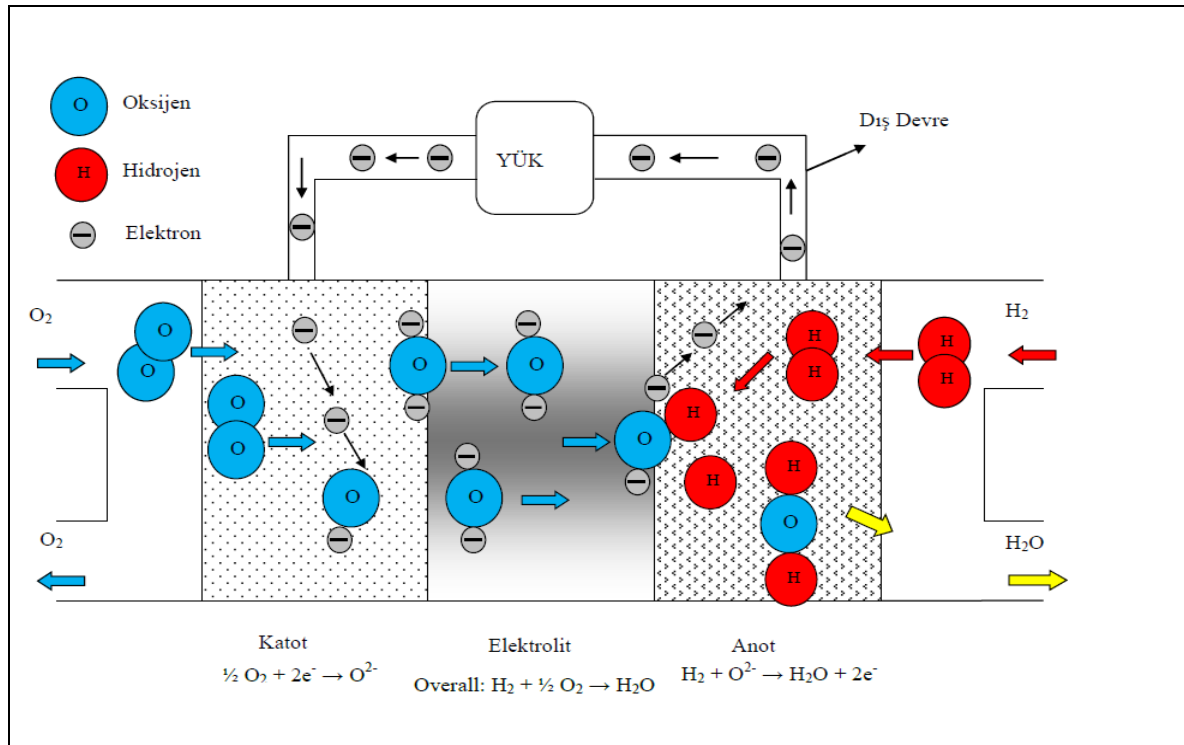 O Oksijen
H Hidrojen
Elektron
YÜK
Dış Devre
O₂
H₂
O
O
O
O
O
H
H
H
H
O
O
H
O
H
O
H
O
O
H
O₂
H₂O
Katot
½ O₂ + 2e⁻ → O²⁻
Elektrolit
Overall: H₂ + ½ O₂ → H₂O
Anot
H₂ + O²⁻ → H₂O + 2e⁻